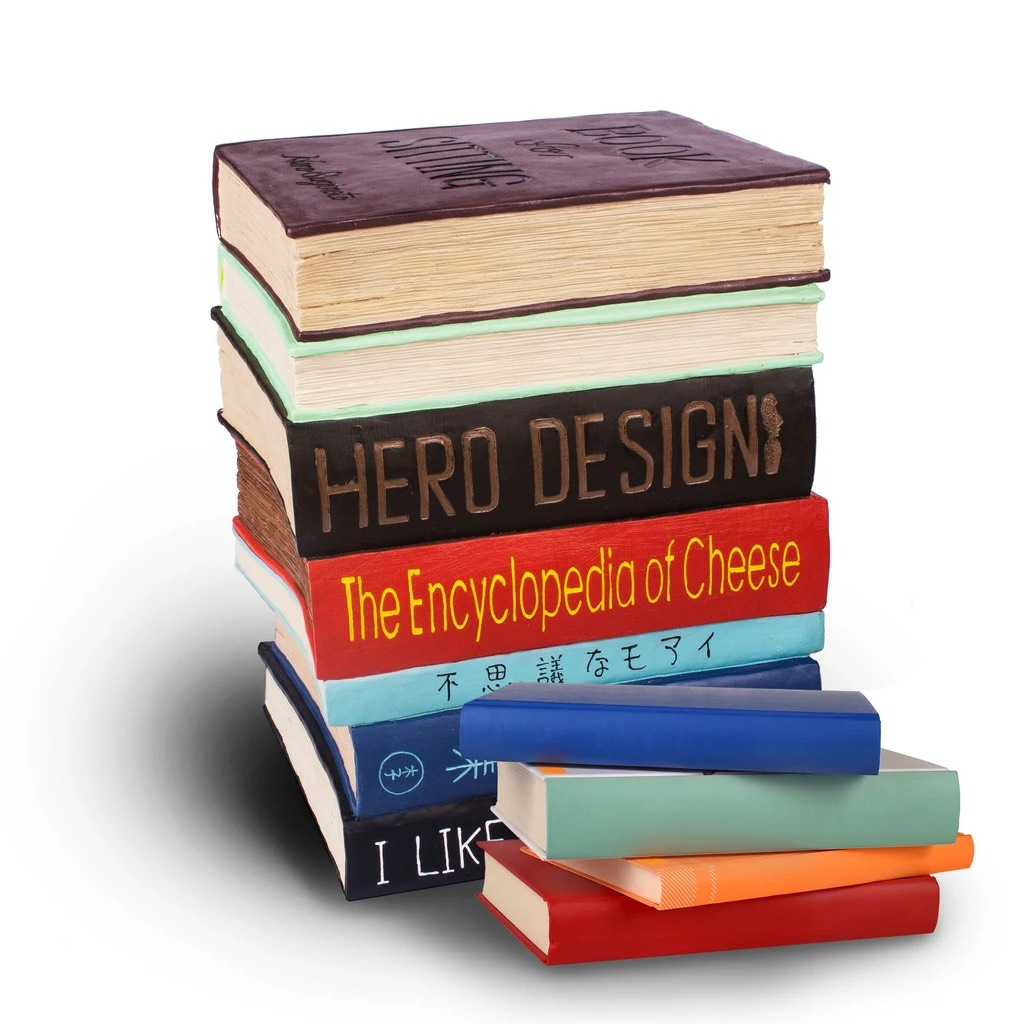 BOOK
for
SITTING
HERO DESIGN
The Encyclopedia of Cheese
不思議なモアイ
I LIKE